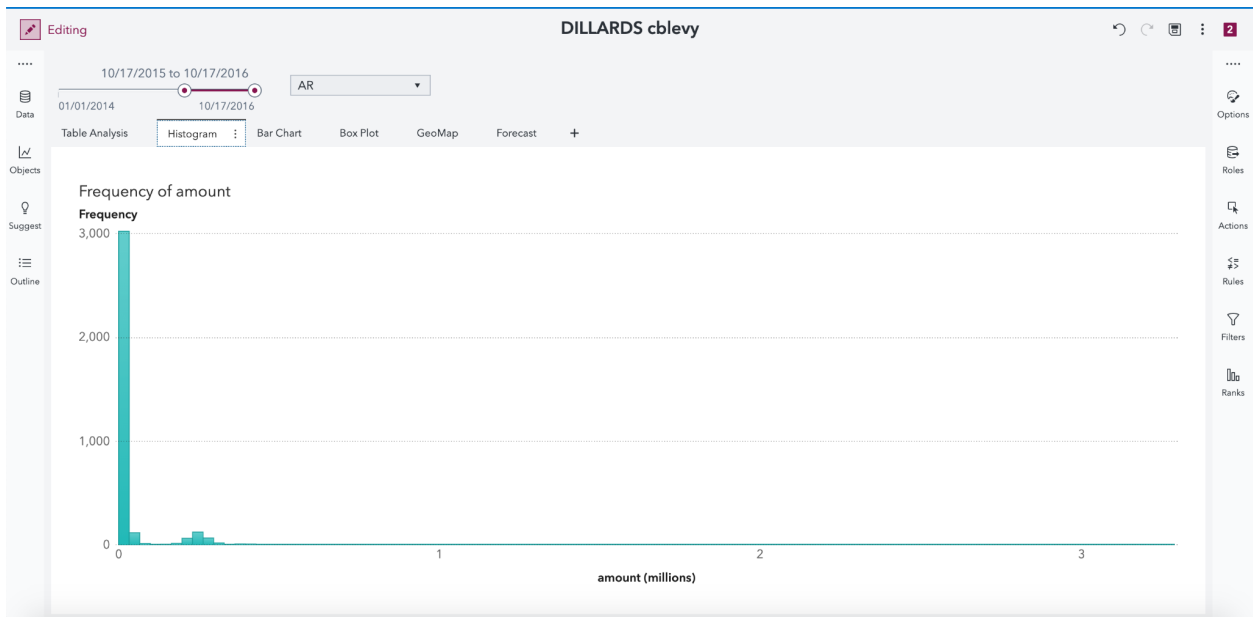 Editing
DILLARDS cblevy
2
10/17/2015 to 10/17/2016
01/01/2014
10/17/2016
AR
Data
Objects
Suggest
Outline
Table Analysis
Histogram
Bar Chart
Box Plot
GeoMap
Forecast
+
Frequency of amount
Frequency
3,000
2,000
1,000
0
0
1
2
3
amount (millions)
Options
Roles
Actions
Rules
Filters
Ranks